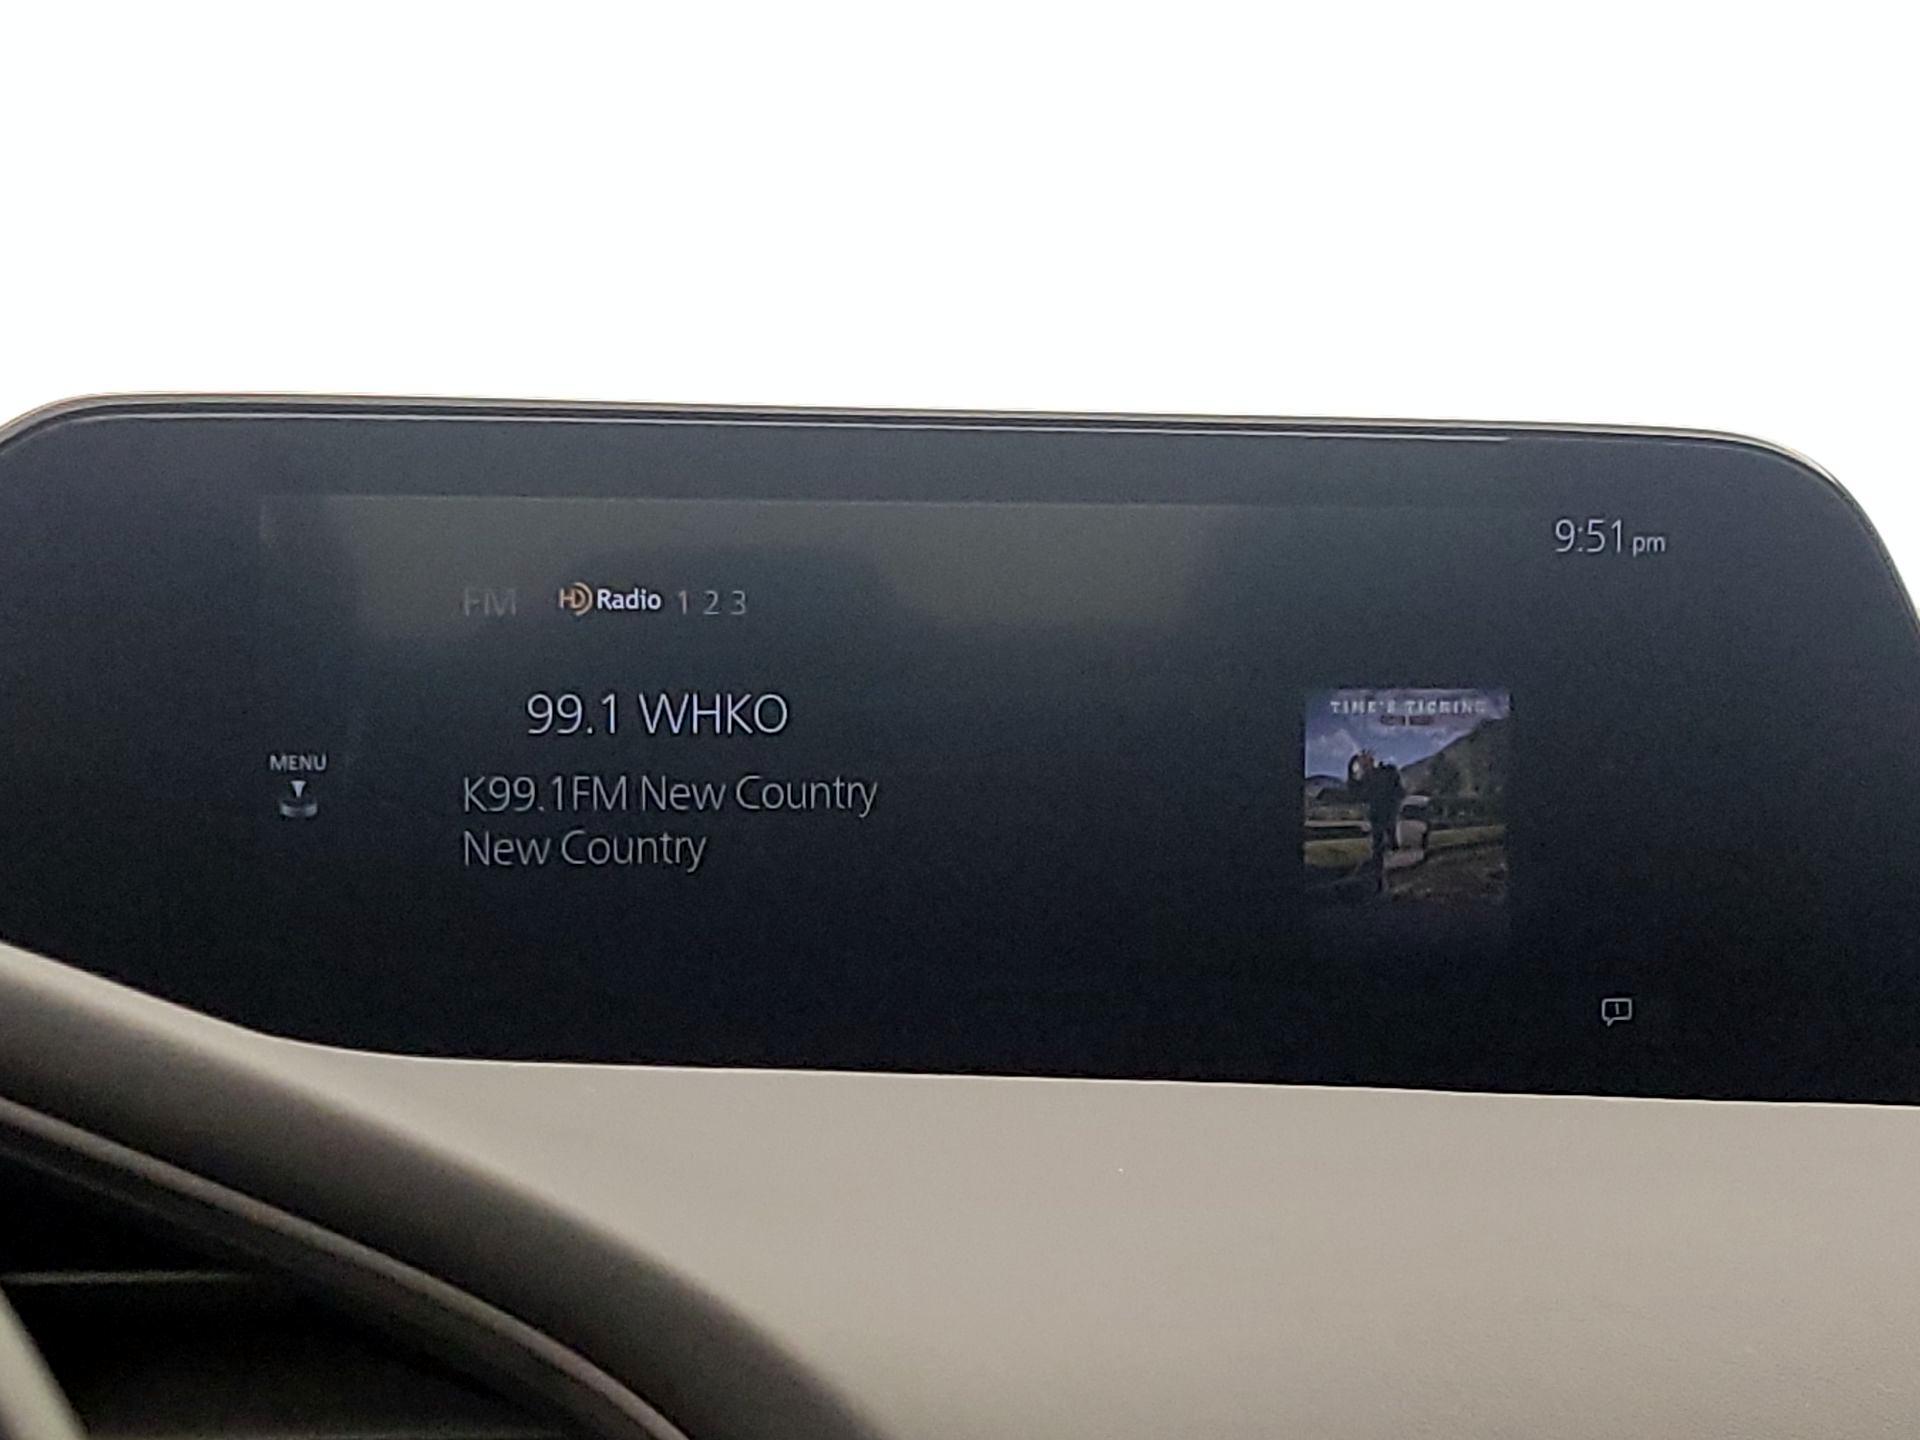 9:51 pm
FM HD Radio 1 2 3
99.1 WHKO
MENU
K99.1FM New Country
New Country
TIME'S TICKING
1